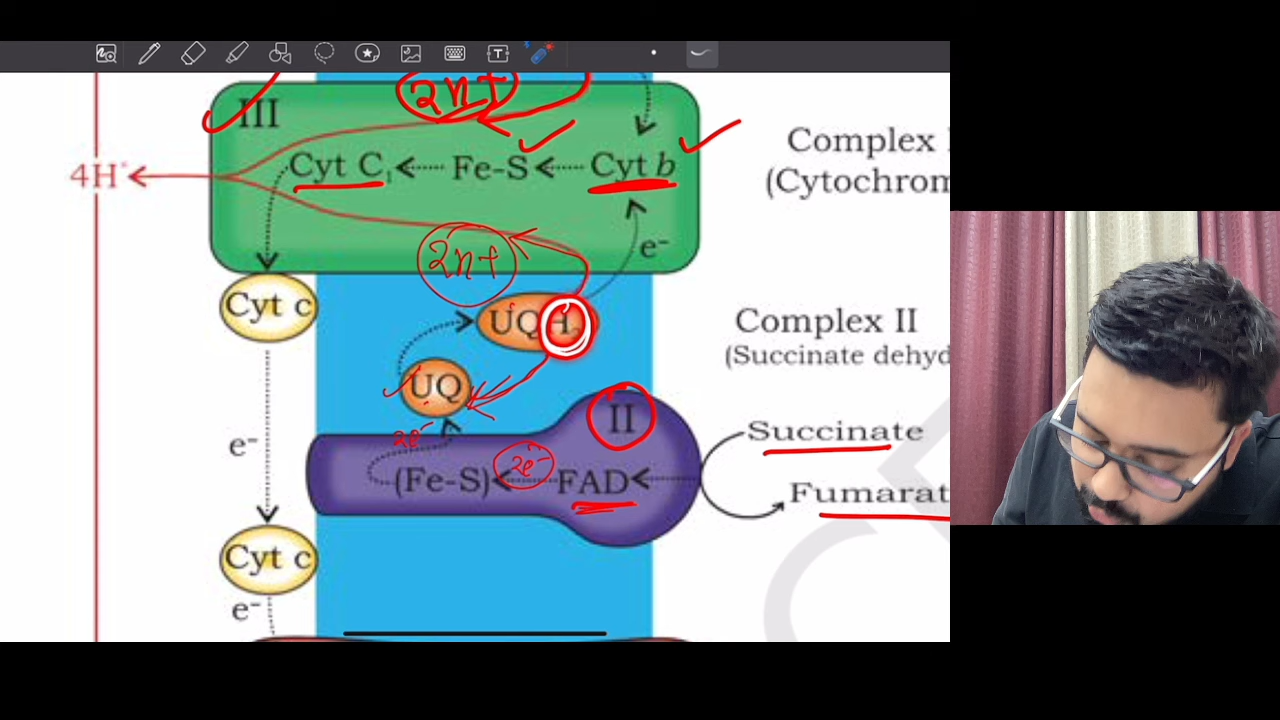 2H+
III
Cyt C₁ Fe-S Cyt b
4H⁺
2H+
e⁻
Cyt c
UQH₂
UQ
2e⁻
II
e⁻
(Fe-S) 2e⁻ FAD
Cyt c
e⁻
Complex
(Cytochrom
Complex II
(Succinate dehyd
Succinate
Fumarat